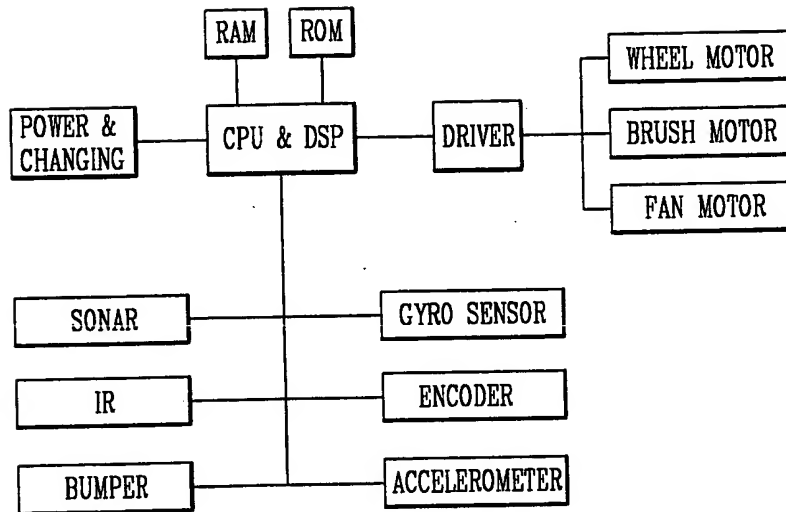 RAM
ROM
POWER &
CHANGING
CPU & DSP
DRIVER
WHEEL MOTOR
BRUSH MOTOR
FAN MOTOR
SONAR
GYRO SENSOR
IR
ENCODER
BUMPER
ACCELEROMETER